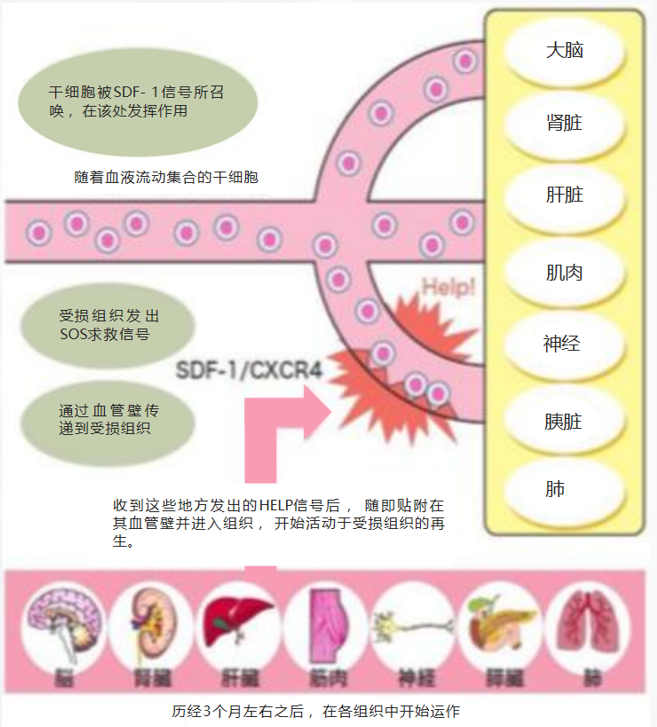 干细胞被SDF- 1信号所召
唤，在该处发挥作用
随着血液流动集合的干细胞
大脑
肾脏
肝脏
肌肉
神经
胰脏
肺
Help!
受损组织发出
SOS求救信号
SDF-1/CXCR4
通过血管壁传
递到受损组织
收到这些地方发出的HELP信号后， 随即贴附在
其血管壁并进入组织， 开始活动于受损组织的再
生。
脳 腎臓 肝臓 筋肉 神経 膵臓 肺
历经3个月左右之后，在各组织中开始运作